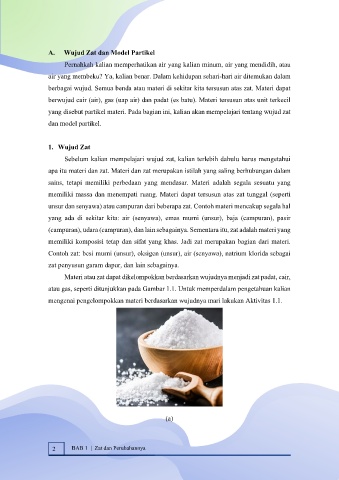 A. Wujud Zat dan Model Partikel
Pernahkah kalian memperhatikan air yang kalian minum, air yang mendidih, atau
air yang membeku? Ya, kalian benar. Dalam kehidupan sehari-hari air ditemukan dalam
berbagai wujud. Semua benda atau materi di sekitar kita tersusun atas zat. Materi dapat
berwujud cair (air), gas (uap air) dan padat (es batu). Materi tersusun atas unit terkecil
yang disebut partikel materi. Pada bagian ini, kalian akan mempelajari tentang wujud zat
dan model partikel.
1. Wujud Zat
Sebelum kalian mempelajari wujud zat, kalian terlebih dahulu harus mengetahui
apa itu materi dan zat. Materi dan zat merupakan istilah yang saling berhubungan dalam
sains, tetapi memiliki perbedaan yang mendasar. Materi adalah segala sesuatu yang
memiliki massa dan menempati ruang. Materi dapat tersusun atas zat tunggal (seperti
unsur dan senyawa) atau campuran dari beberapa zat. Contoh materi mencakup segala hal
yang ada di sekitar kita: air (senyawa), emas murni (unsur), baja (campuran), pasir
(campuran), udara (campuran), dan lain sebagainya. Sementara itu, zat adalah materi yang
memiliki komposisi tetap dan sifat yang khas. Jadi zat merupakan bagian dari materi.
Contoh zat: besi murni (unsur), oksigen (unsur), air (senyawa), natrium klorida sebagai
zat penyusun garam dapur, dan lain sebagainya.
Materi atau zat dapat dikelompokkan berdasarkan wujudnya menjadi zat padat, cair,
atau gas, seperti ditunjukkan pada Gambar 1.1. Untuk memperdalam pengetahuan kalian
mengenai pengelompokkan materi berdasarkan wujudnya mari lakukan Aktivitas 1.1.
(a)
2 BAB 1 | Zat dan Perubahannya